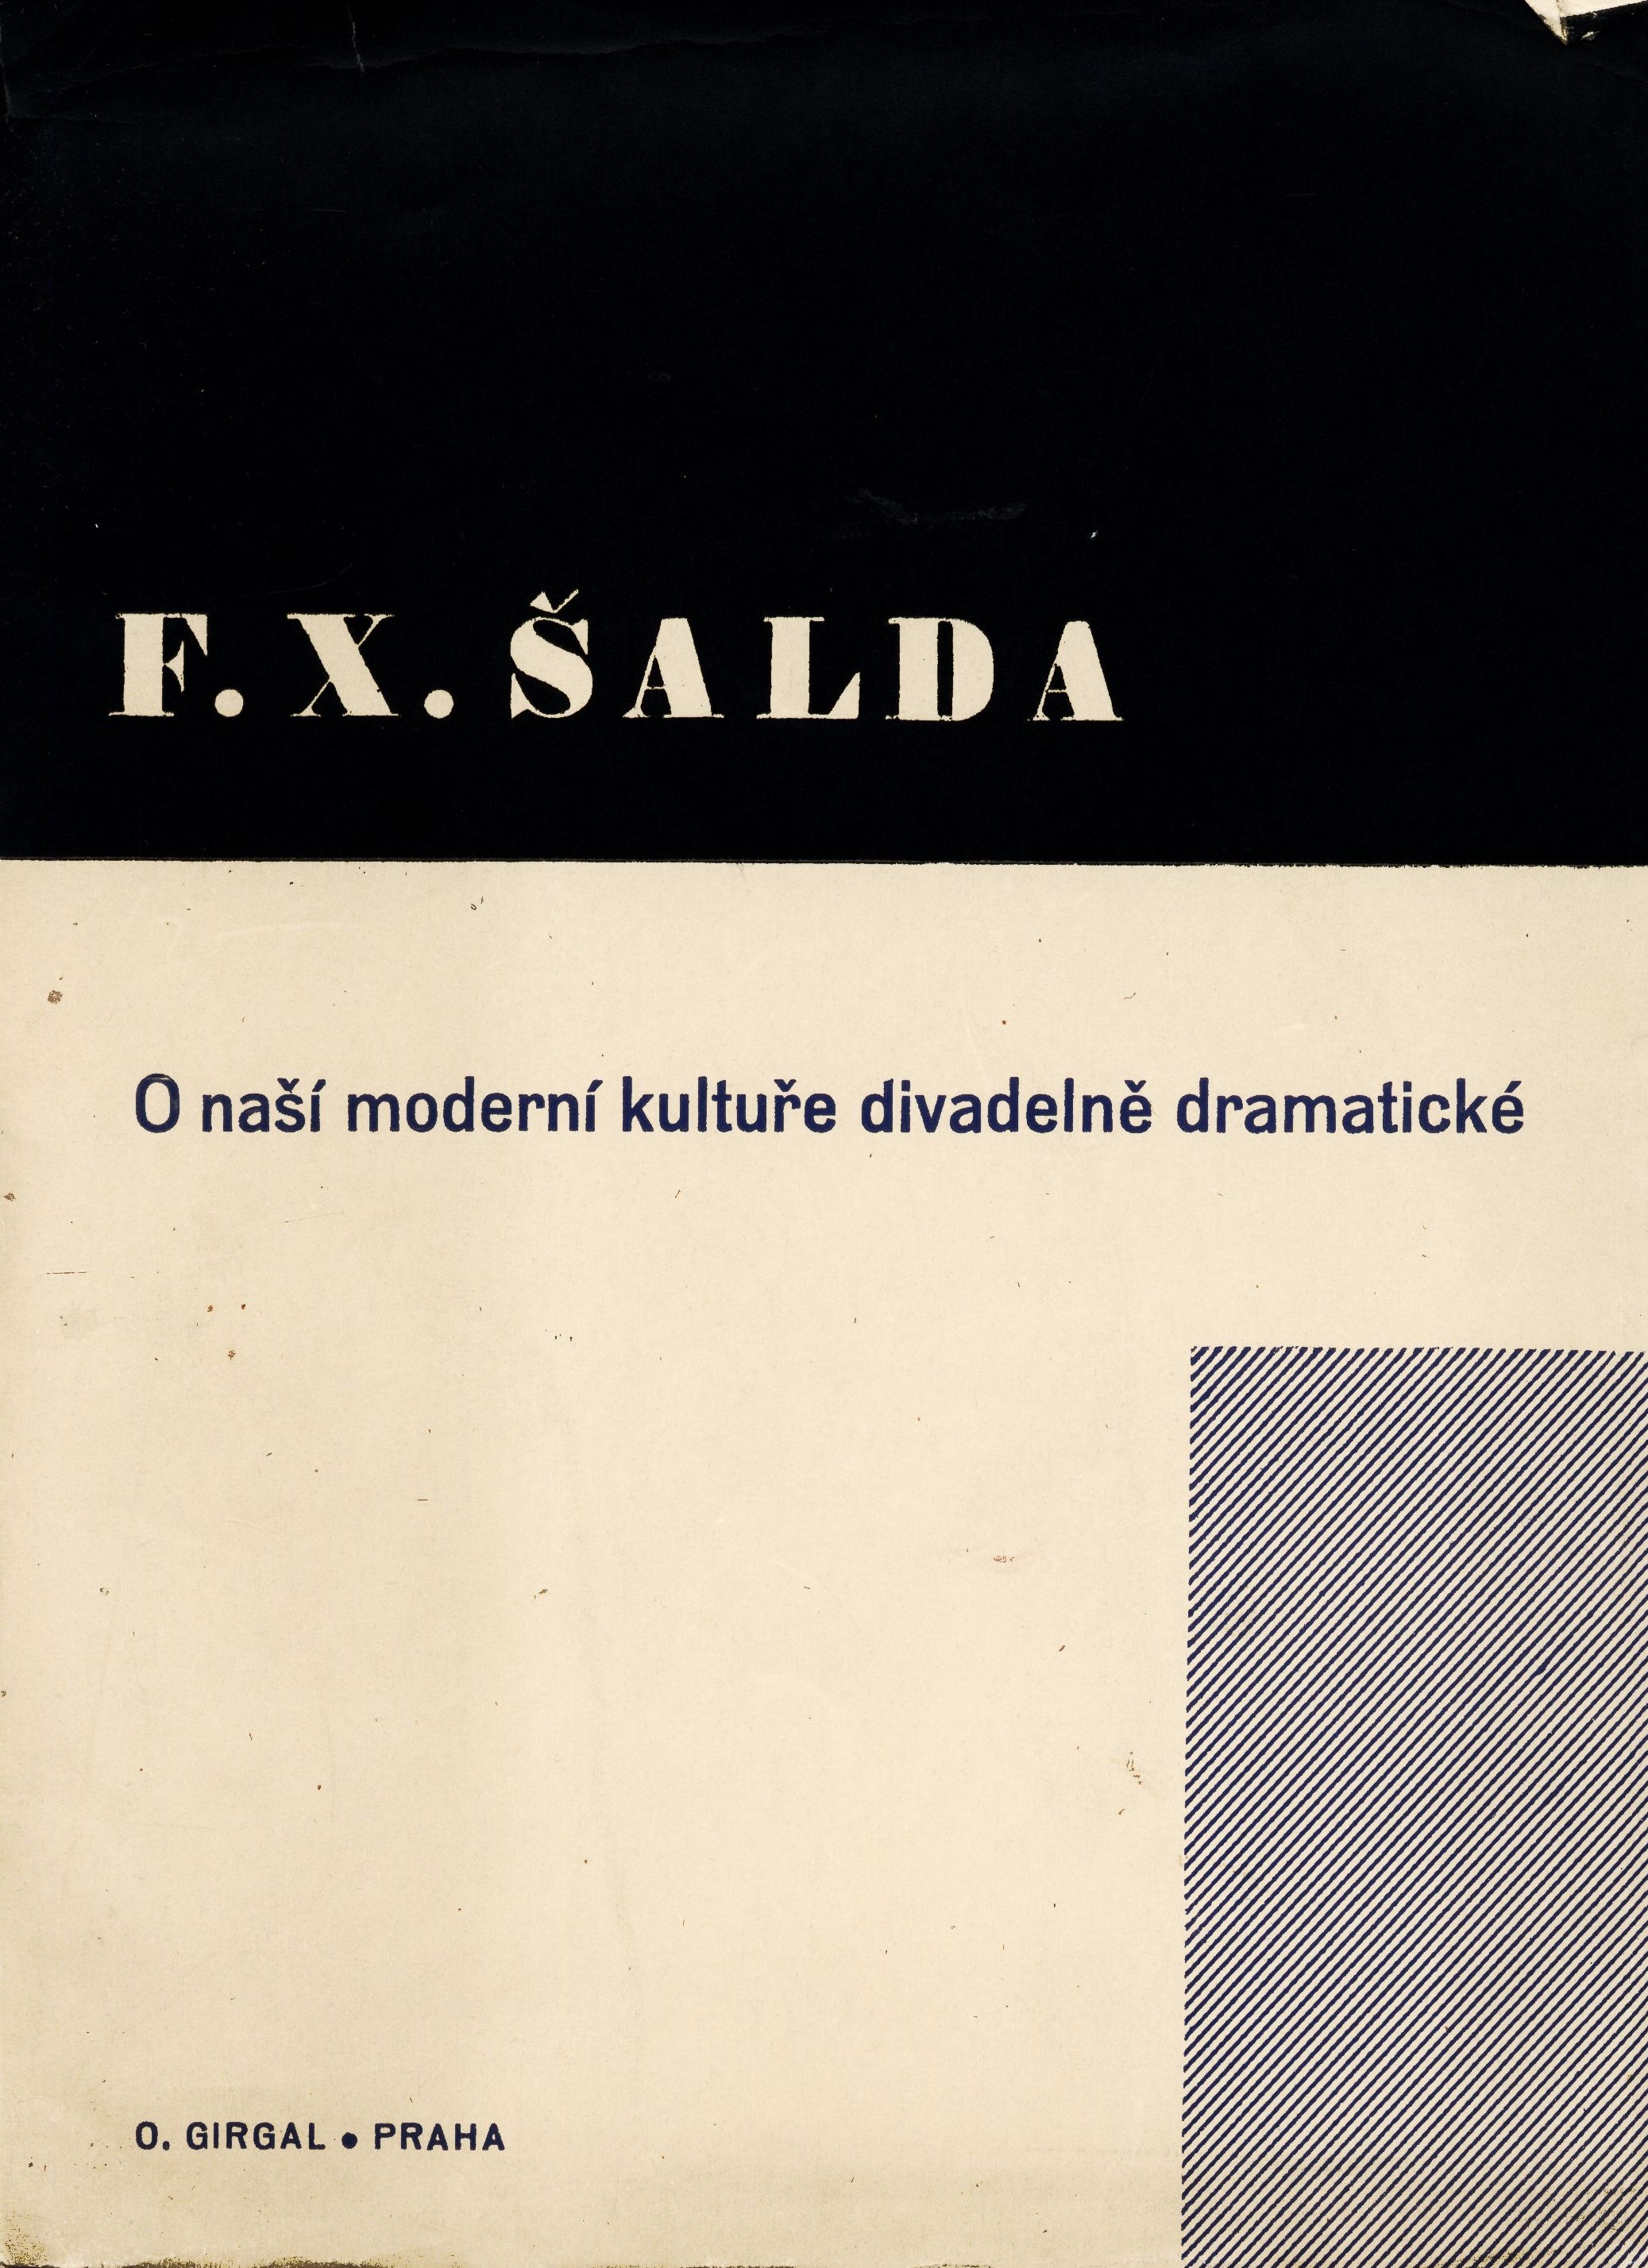 F. X. ŠALDA
O naší moderní kultuře divadelně dramatické
O. GIRGAL • PRAHA